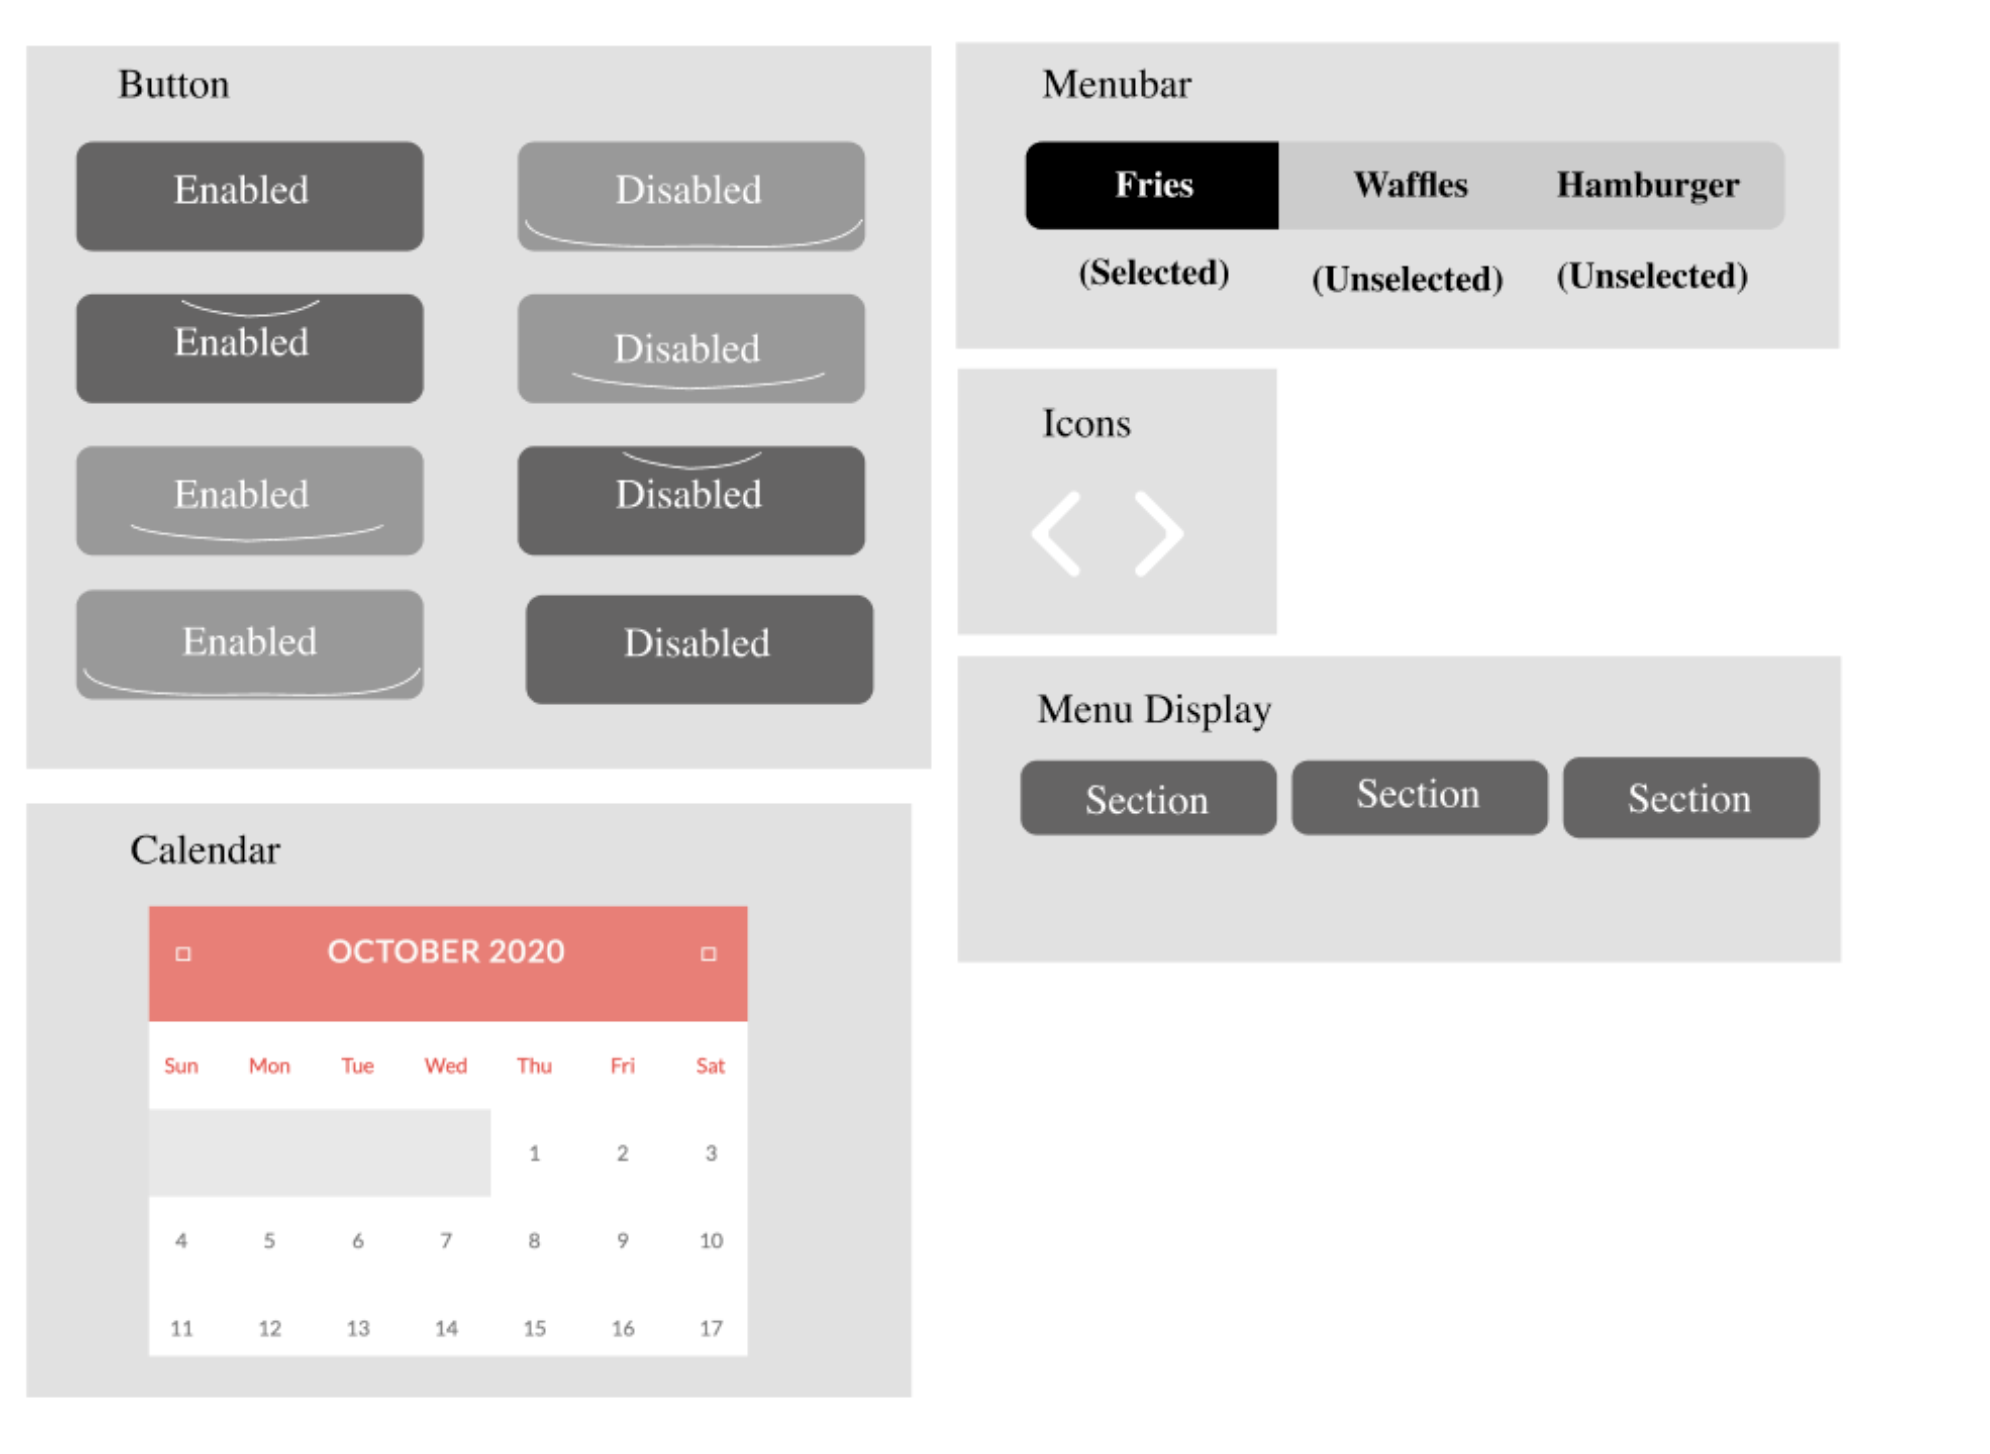 Button
Enabled
Disabled
Enabled
Disabled
Enabled
Disabled
Enabled
Disabled
Calendar
OCTOBER 2020
Sun Mon Tue Wed Thu Fri Sat
1 2 3
4 5 6 7 8 9 10
11 12 13 14 15 16 17
Menubar
Fries Waffles Hamburger
(Selected) (Unselected) (Unselected)
Icons
Menu Display
Section Section Section